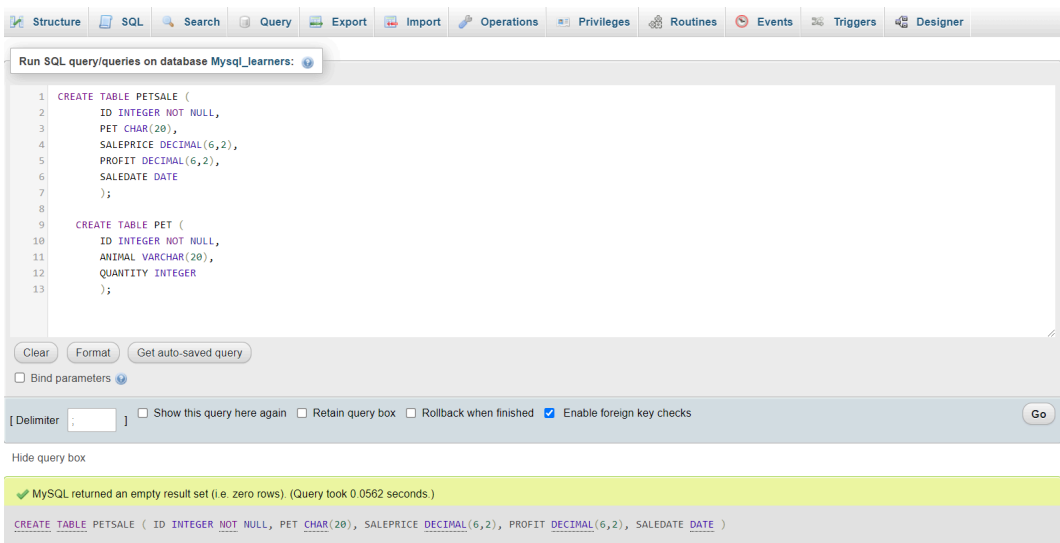 Structure SQL Search Query Export Import Operations Privileges Routines Events Triggers Designer
Run SQL query/queries on database Mysql_learners:
1 CREATE TABLE PETSALE (
2 ID INTEGER NOT NULL,
3 PET CHAR(20),
4 SALEPRICE DECIMAL(6,2),
5 PROFIT DECIMAL(6,2),
6 SALEDATE DATE
7 );
8
9 CREATE TABLE PET (
10 ID INTEGER NOT NULL,
11 ANIMAL VARCHAR(20),
12 QUANTITY INTEGER
13 );
Clear Format Get auto-saved query
Bind parameters
[ Delimiter ; ] Show this query here again Retain query box Rollback when finished Enable foreign key checks Go
Hide query box
MySQL returned an empty result set (i.e. zero rows). (Query took 0.0562 seconds.)
CREATE TABLE PETSALE ( ID INTEGER NOT NULL, PET CHAR(20), SALEPRICE DECIMAL(6,2), PROFIT DECIMAL(6,2), SALEDATE DATE )